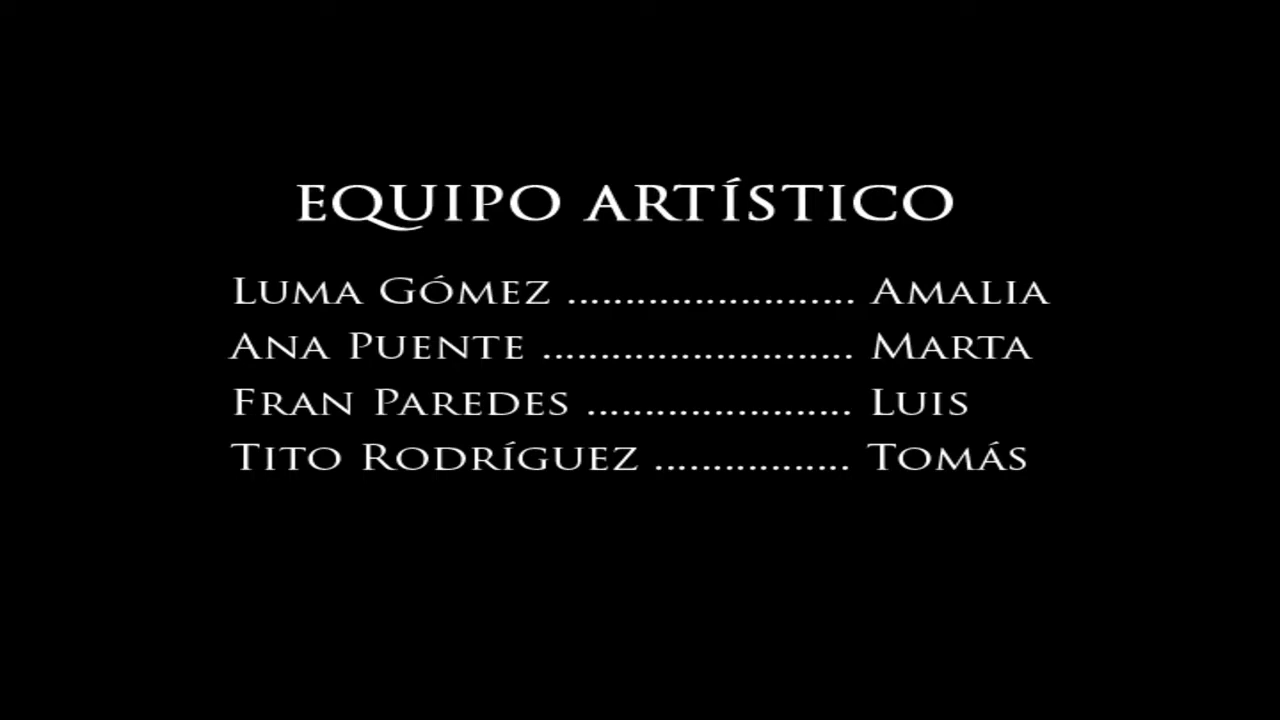 EQUIPO ARTÍSTICO
LUMA GÓMEZ ......................... AMALIA
ANA PUENTE ........................... MARTA
FRAN PAREDES ....................... LUIS
TITO RODRÍGUEZ ................. TOMÁS